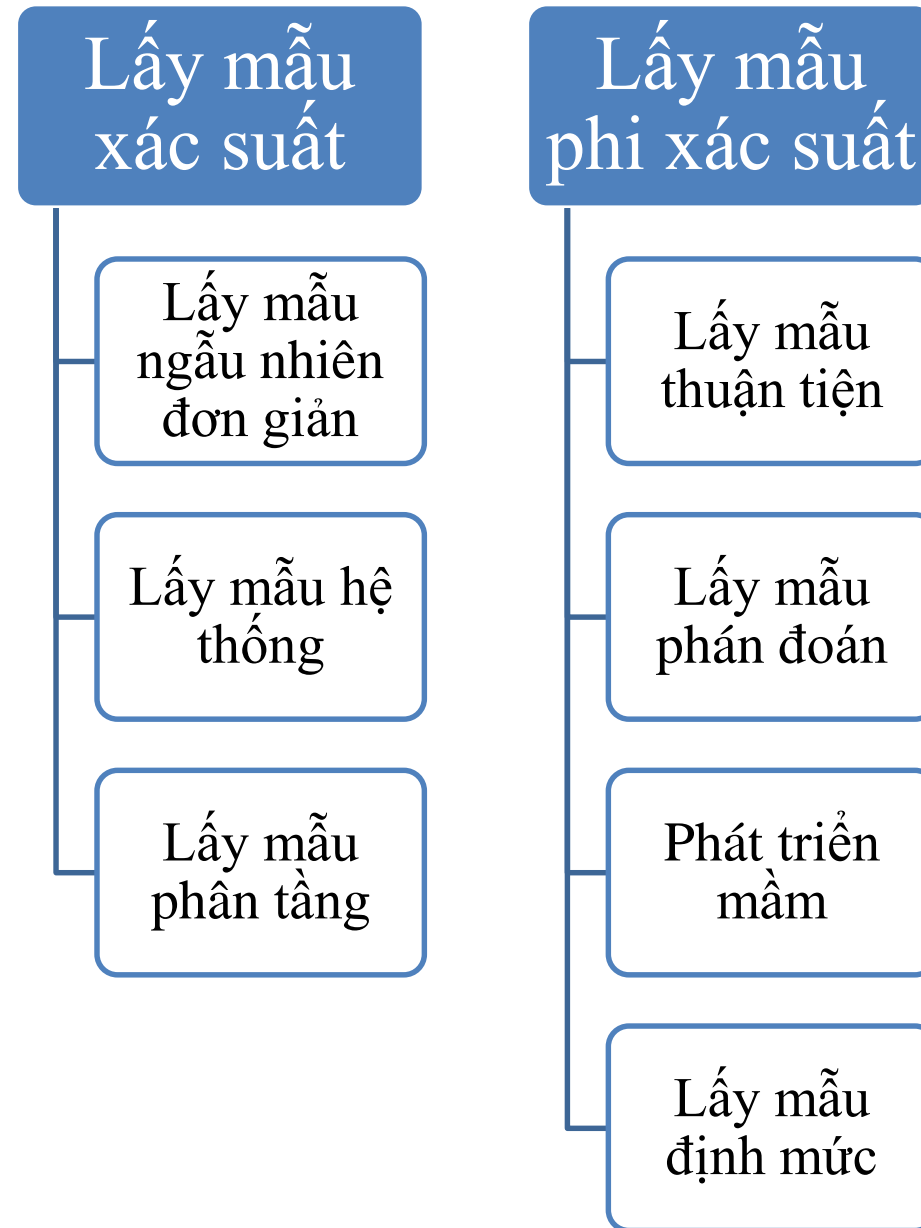 Lấy mẫu
xác suất
Lấy mẫu
ngẫu nhiên
đơn giản
Lấy mẫu hệ
thống
Lấy mẫu
phân tầng
Lấy mẫu
phi xác suất
Lấy mẫu
thuận tiện
Lấy mẫu
phán đoán
Phát triển
mầm
Lấy mẫu
định mức